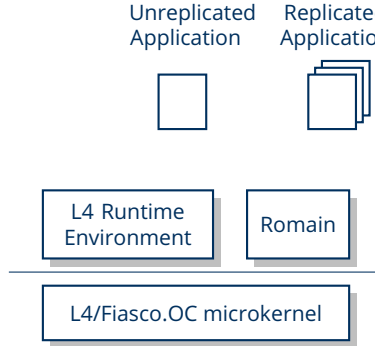 Unreplicated
Application
Replicate
Applicatio
L4 Runtime
Environment
Romain
L4/Fiasco.OC microkernel